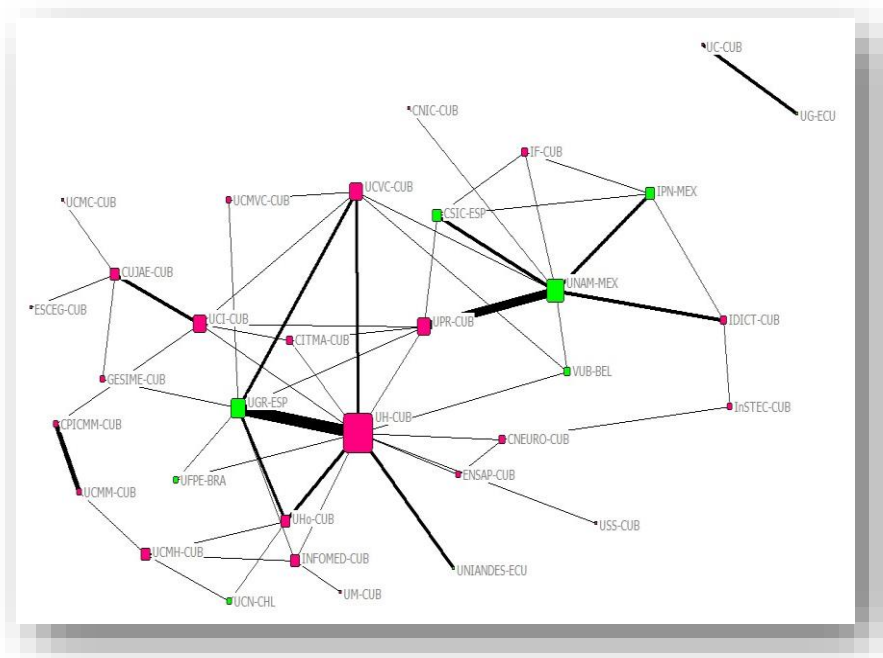 UC-CUB
UG-ECU
CNIC-CUB
IF-CUB
UCVC-CUB
IPN-MEX
UCMC-CUB
UCMVC-CUB
CSIC-ESP
CUJAE-CUB
UNAM-MEX
ESCEG-CUB
UCI-CUB
UPR-CUB
IDICT-CUB
CITMA-CUB
GESIME-CUB
VUB-BEL
UGR-ESP
InSTEC-CUB
CPICMM-CUB
UH-CUB
CNEURO-CUB
UFPE-BRA
ENSAP-CUB
UCMM-CUB
UHo-CUB
USS-CUB
UCMH-CUB
INFOMED-CUB
UNIANDES-ECU
UM-CUB
UCN-CHL